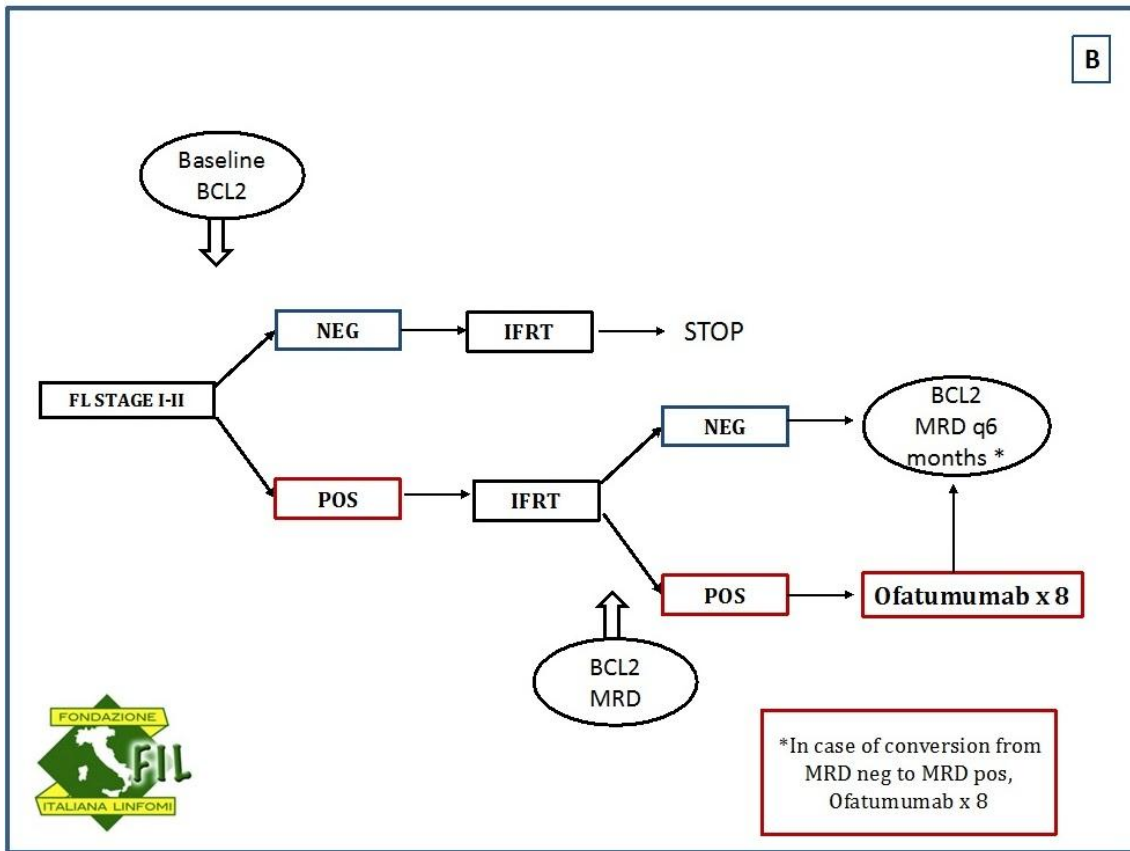 B
Baseline
BCL2
NEG
IFRT
STOP
FL STAGE I-II
NEG
BCL2
MRD q6
months *
POS
IFRT
POS
Ofatumumab x 8
BCL2
MRD
FONDAZIONE
FIL
ITALIANA LINFOMI
*In case of conversion from
MRD neg to MRD pos,
Ofatumumab x 8